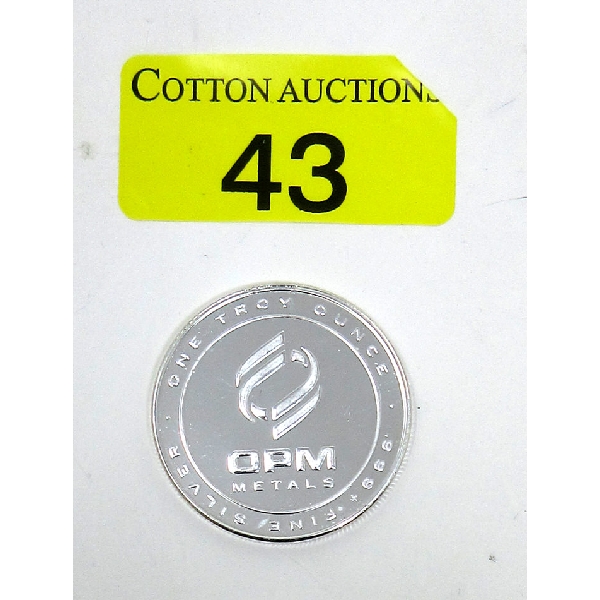 COTTON AUCTIONS
43
ONE TROY OUNCE
OPM
METALS
.999+ FINE SILVER